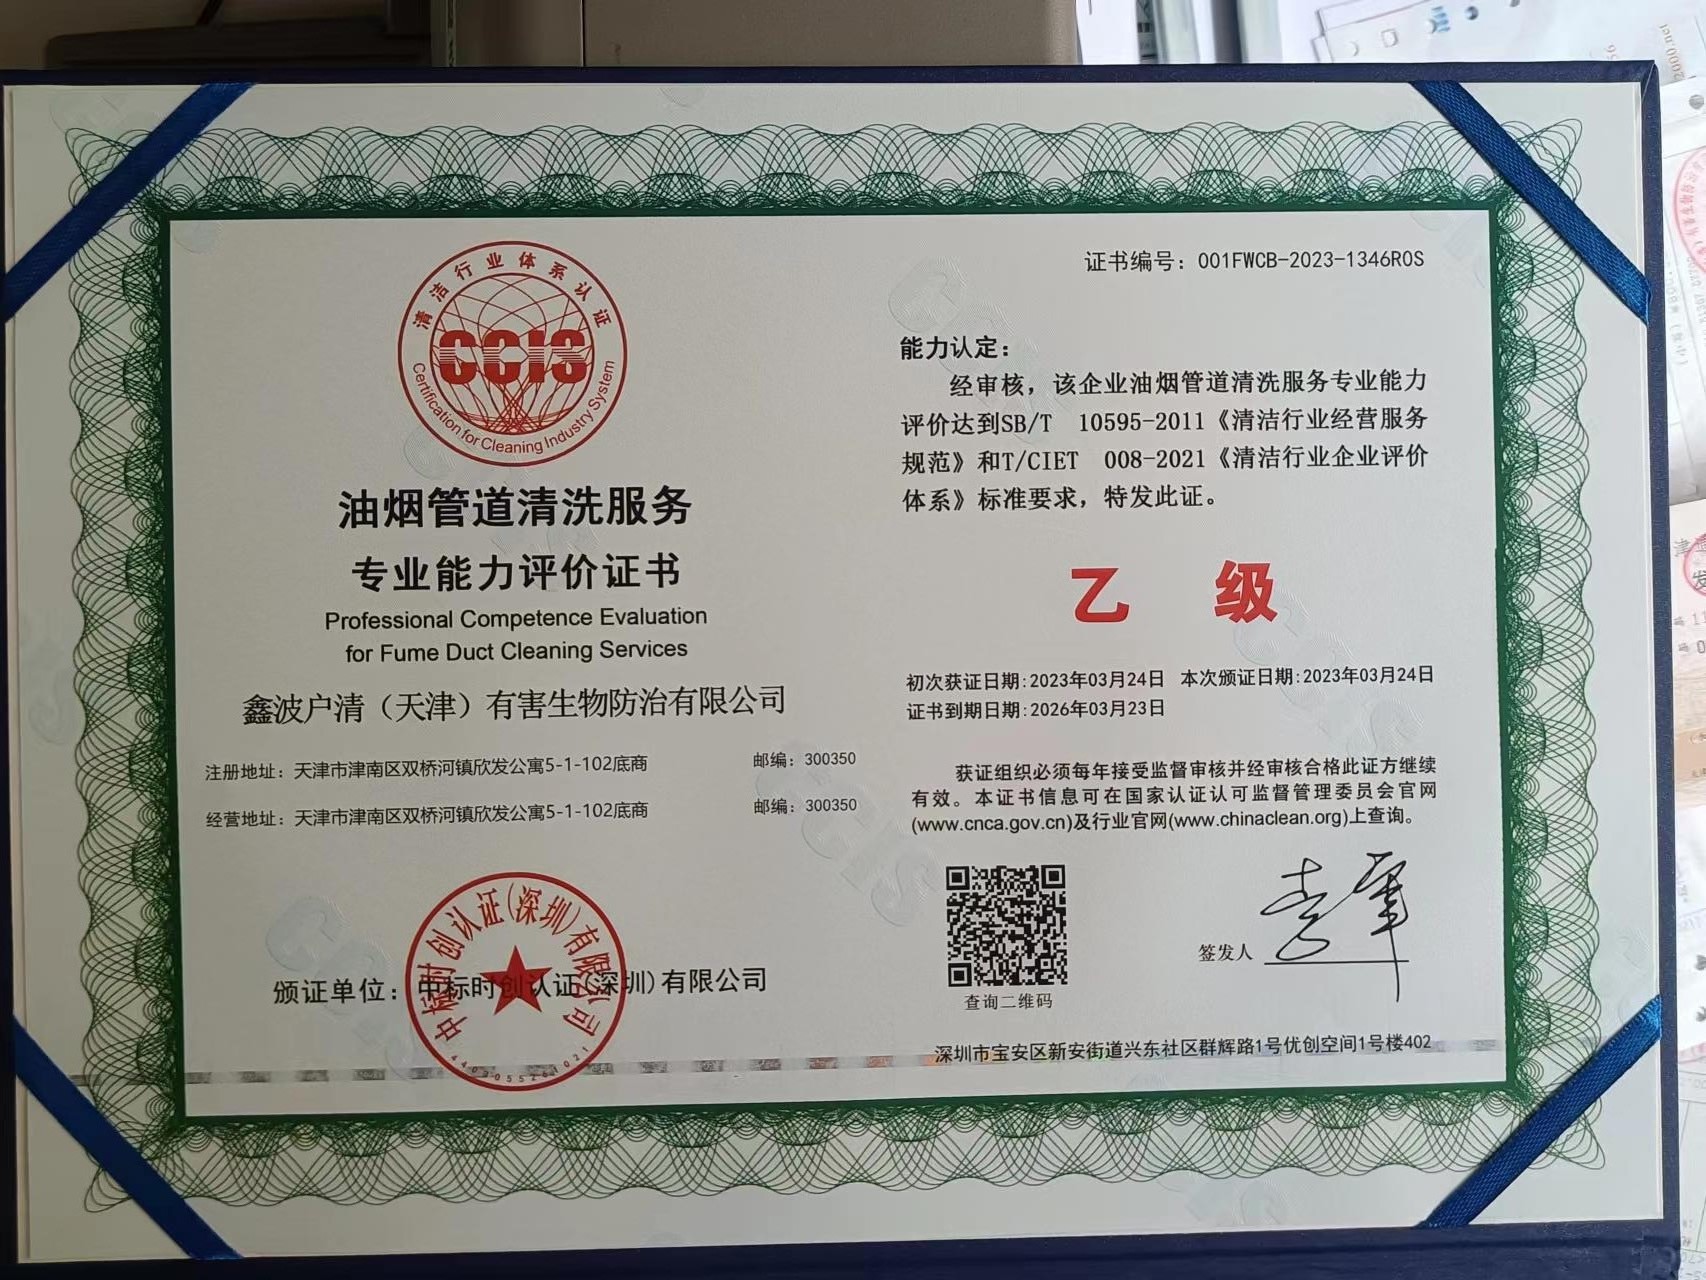 清洁行业体系认证
CCIS
Certification for Cleaning Industry System
油烟管道清洗服务
专业能力评价证书
Professional Competence Evaluation
for Fume Duct Cleaning Services
鑫波户清（天津）有害生物防治有限公司
注册地址：天津市津南区双桥河镇欣发公寓5-1-102底商 邮编：300350
经营地址：天津市津南区双桥河镇欣发公寓5-1-102底商 邮编：300350
颁证单位：中标时创认证(深圳)有限公司
中标时创认证(深圳)有限公司
证书编号：001FWCB-2023-1346R0S
能力认定：
经审核，该企业油烟管道清洗服务专业能力
评价达到SB/T 10595-2011《清洁行业经营服务
规范》和T/CIET 008-2021《清洁行业企业评价
体系》标准要求，特发此证。
乙 级
初次获证日期:2023年03月24日 本次颁证日期:2023年03月24日
证书到期日期:2026年03月23日
获证组织必须每年接受监督审核并经审核合格此证方继续
有效。本证书信息可在国家认证认可监督管理委员会官网
(www.cnca.gov.cn)及行业官网(www.chinaclean.org)上查询。
查询二维码
签发人
深圳市宝安区新安街道兴东社区群辉路1号优创空间1号楼402